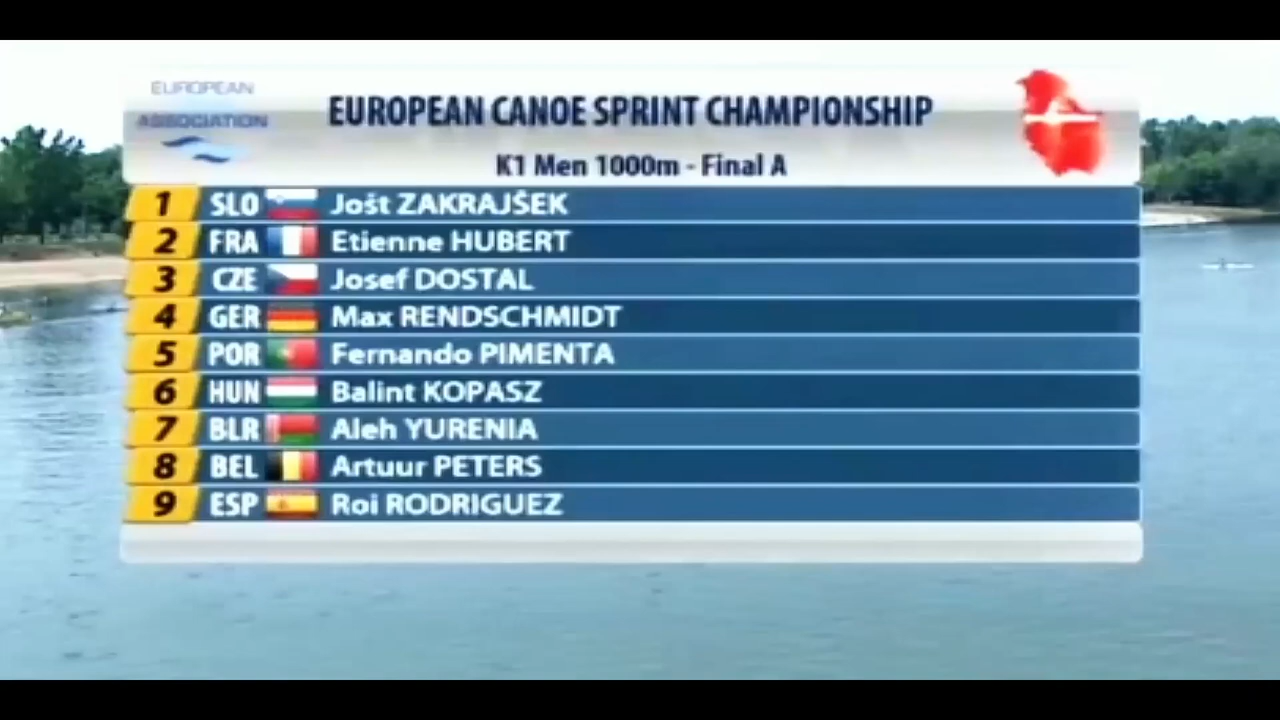 EUROPEAN
ASSOCIATION
EUROPEAN CANOE SPRINT CHAMPIONSHIP
K1 Men 1000m - Final A
1 SLO Jošt ZAKRAJŠEK
2 FRA Etienne HUBERT
3 CZE Josef DOSTAL
4 GER Max RENDSCHMIDT
5 POR Fernando PIMENTA
6 HUN Balint KOPASZ
7 BLR Aleh YURENIA
8 BEL Artuur PETERS
9 ESP Roi RODRIGUEZ